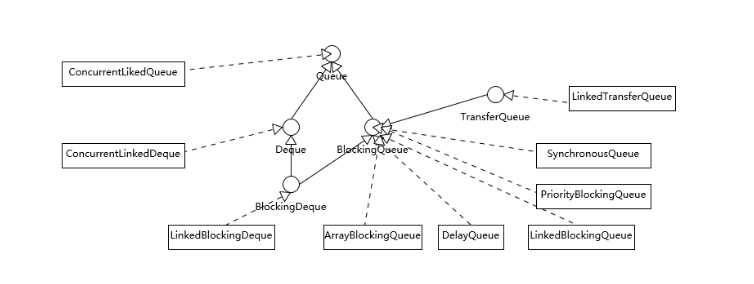 ConcurrentLikedQueue
Queue
LinkedTransferQueue
TransferQueue
ConcurrentLinkedDeque
Deque
BlockingQueue
SynchronousQueue
PriorityBlockingQueue
BlockingDeque
LinkedBlockingDeque
ArrayBlockingQueue
DelayQueue
LinkedBlockingQueue